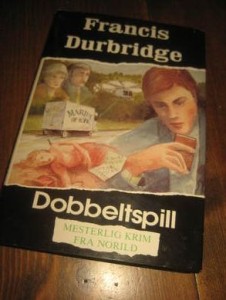 Francis
Durbridge
Dobbeltspill
MESTERLIG KRIM
FRA NORILD